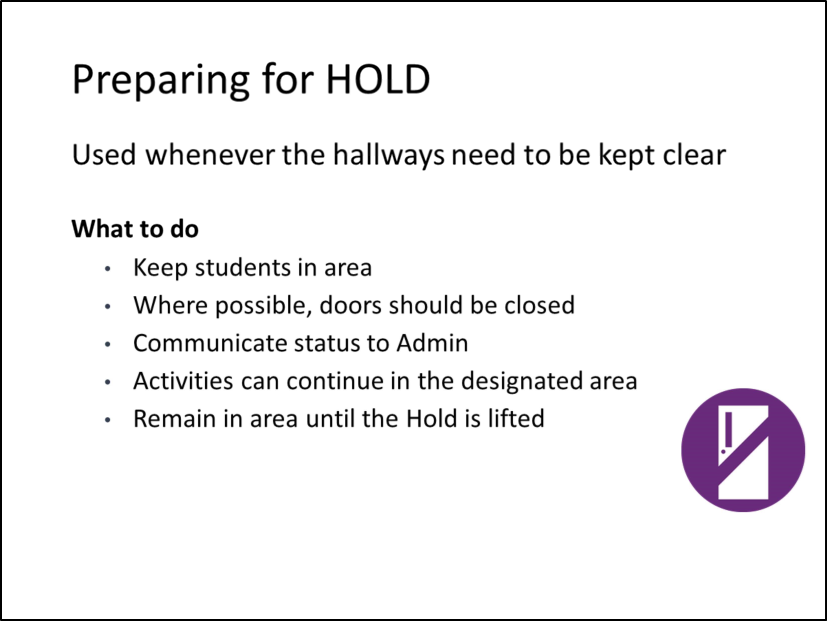 Preparing for HOLD
Used whenever the hallways need to be kept clear
What to do
• Keep students in area
• Where possible, doors should be closed
• Communicate status to Admin
• Activities can continue in the designated area
• Remain in area until the Hold is lifted